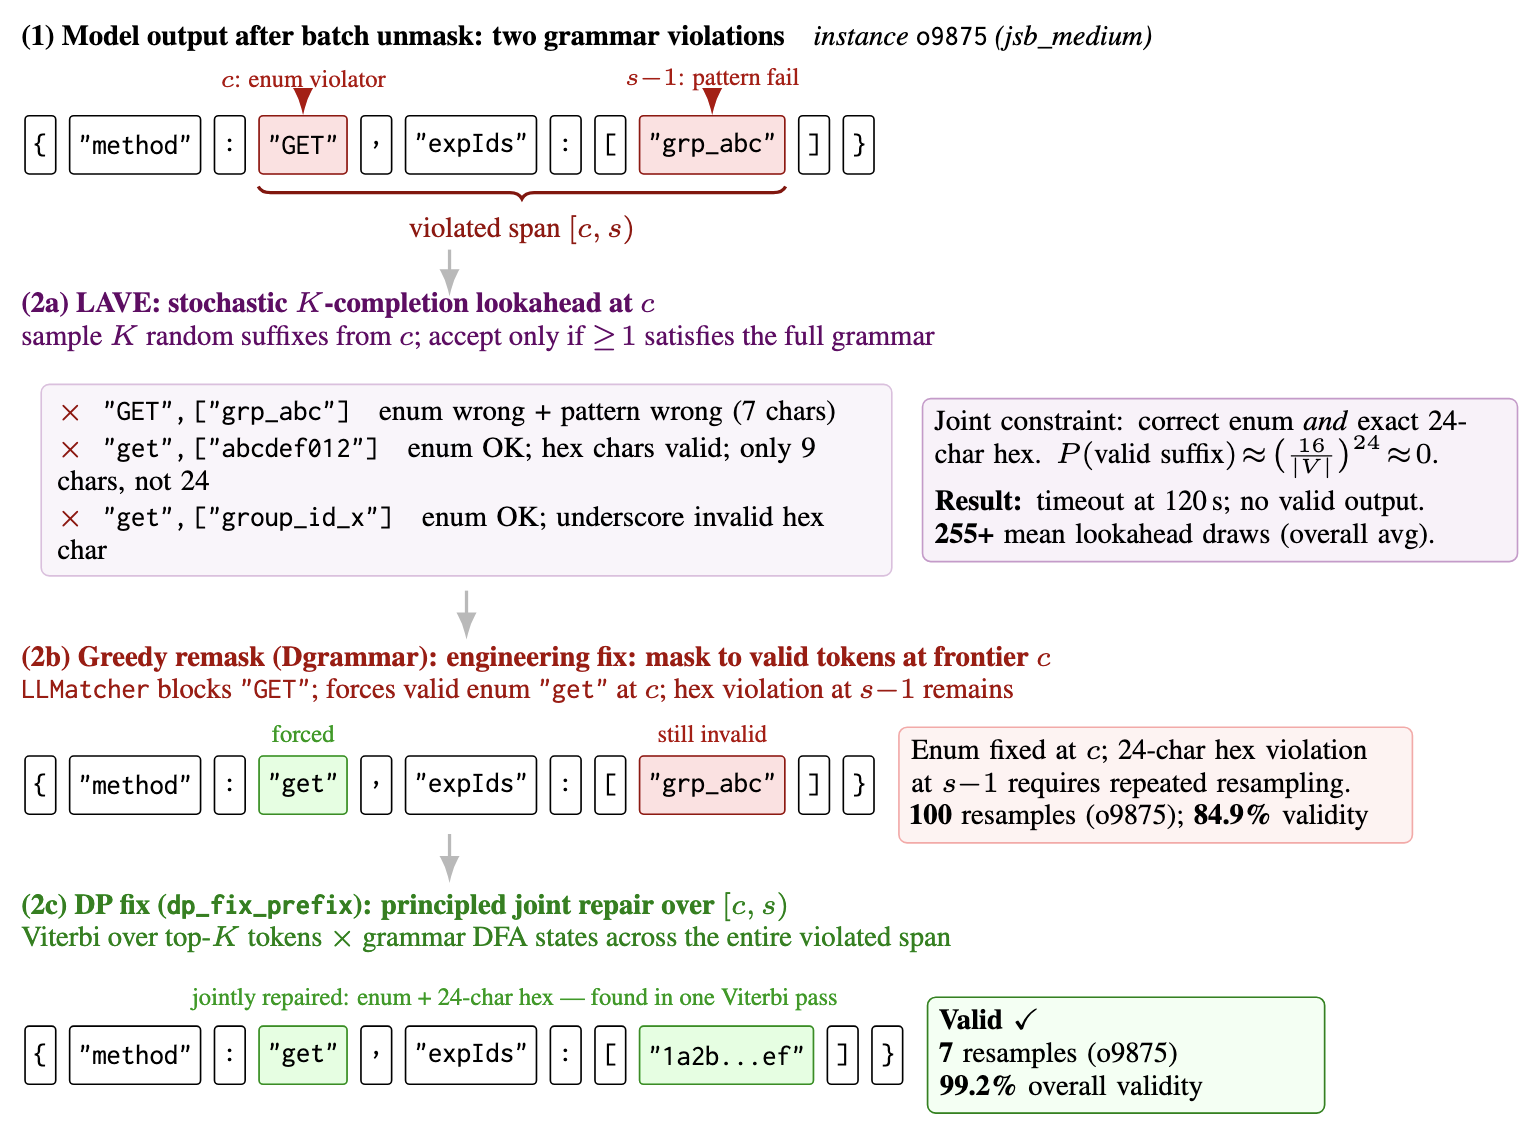 (1) Model output after batch unmask: two grammar violations instance o9875 (jsb_medium)
c: enum violator s−1: pattern fail
{ "method" : "GET" , "expIds" : [ "grp_abc" ] }
violated span [c, s)
(2a) LAVE: stochastic K-completion lookahead at c
sample K random suffixes from c; accept only if ≥ 1 satisfies the full grammar
× "GET", ["grp_abc"] enum wrong + pattern wrong (7 chars)
× "get", ["abcdef012"] enum OK; hex chars valid; only 9
chars, not 24
× "get", ["group_id_x"] enum OK; underscore invalid hex
char
Joint constraint: correct enum and exact 24-
char hex. P(valid suffix) ≈ (16/|V|)^24 ≈ 0.
Result: timeout at 120 s; no valid output.
255+ mean lookahead draws (overall avg).
(2b) Greedy remask (Dgrammar): engineering fix: mask to valid tokens at frontier c
LLMatcher blocks "GET"; forces valid enum "get" at c; hex violation at s−1 remains
forced still invalid
{ "method" : "get" , "expIds" : [ "grp_abc" ] }
Enum fixed at c; 24-char hex violation
at s−1 requires repeated resampling.
100 resamples (o9875); 84.9% validity
(2c) DP fix (dp_fix_prefix): principled joint repair over [c, s)
Viterbi over top-K tokens × grammar DFA states across the entire violated span
jointly repaired: enum + 24-char hex — found in one Viterbi pass
{ "method" : "get" , "expIds" : [ "1a2b...ef" ] }
Valid ✓
7 resamples (o9875)
99.2% overall validity